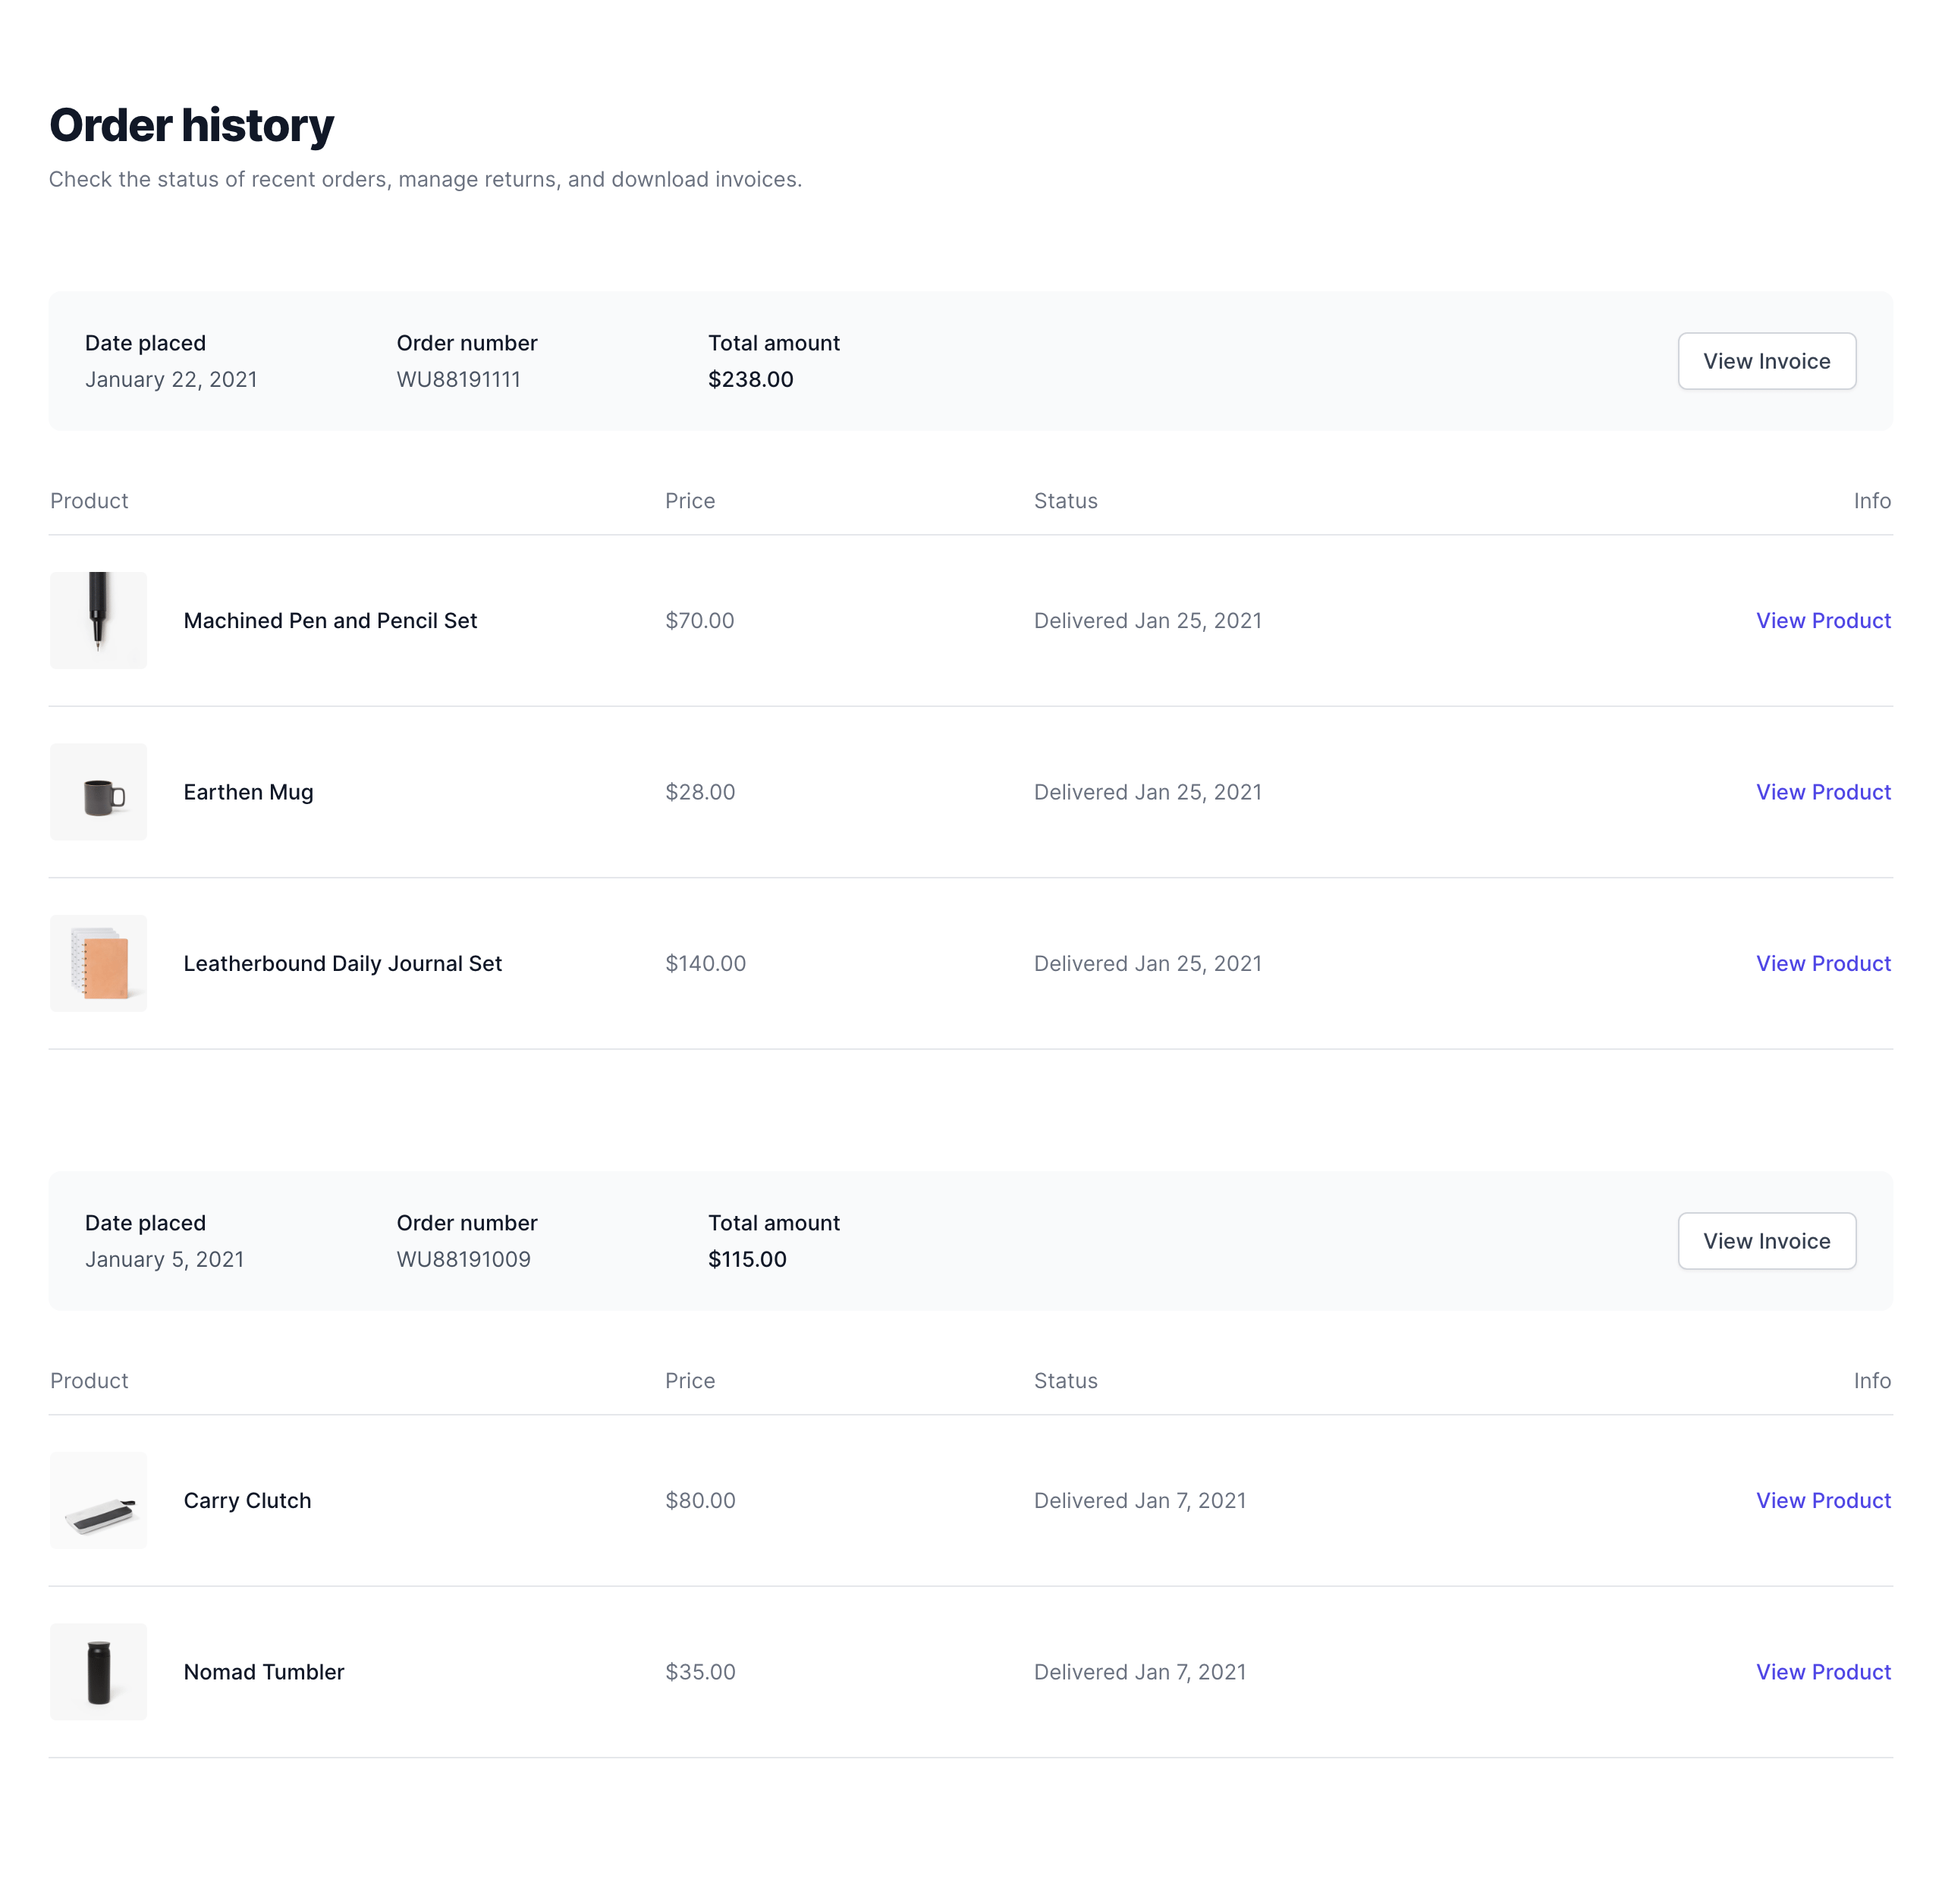 Order history
Check the status of recent orders, manage returns, and download invoices.
Date placed Order number Total amount View Invoice
January 22, 2021 WU88191111 $238.00
Product Price Status Info
Machined Pen and Pencil Set $70.00 Delivered Jan 25, 2021 View Product
Earthen Mug $28.00 Delivered Jan 25, 2021 View Product
Leatherbound Daily Journal Set $140.00 Delivered Jan 25, 2021 View Product
Date placed Order number Total amount View Invoice
January 5, 2021 WU88191009 $115.00
Product Price Status Info
Carry Clutch $80.00 Delivered Jan 7, 2021 View Product
Nomad Tumbler $35.00 Delivered Jan 7, 2021 View Product